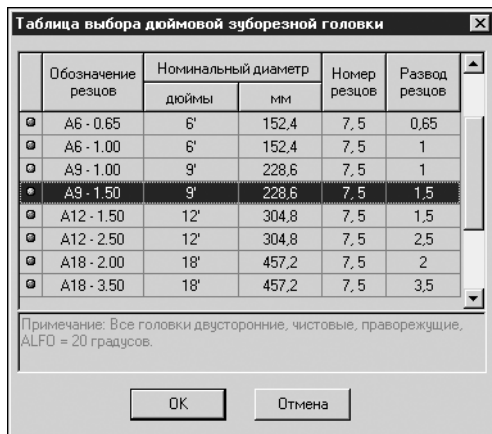 Таблица выбора дюймовой зуборезной головки
Обозначение резцов Номинальный диаметр Номер резцов Развод резцов
дюймы мм
A6 - 0.65 6' 152,4 7, 5 0,65
A6 - 1.00 6' 152,4 7, 5 1
A9 - 1.00 9' 228,6 7, 5 1
A9 - 1.50 9' 228,6 7, 5 1,5
A12 - 1.50 12' 304,8 7, 5 1,5
A12 - 2.50 12' 304,8 7, 5 2,5
A18 - 2.00 18' 457,2 7, 5 2
A18 - 3.50 18' 457,2 7, 5 3,5
Примечание: Все головки двусторонние, чистовые, праворежущие,
ALFO = 20 градусов.
OK Отмена